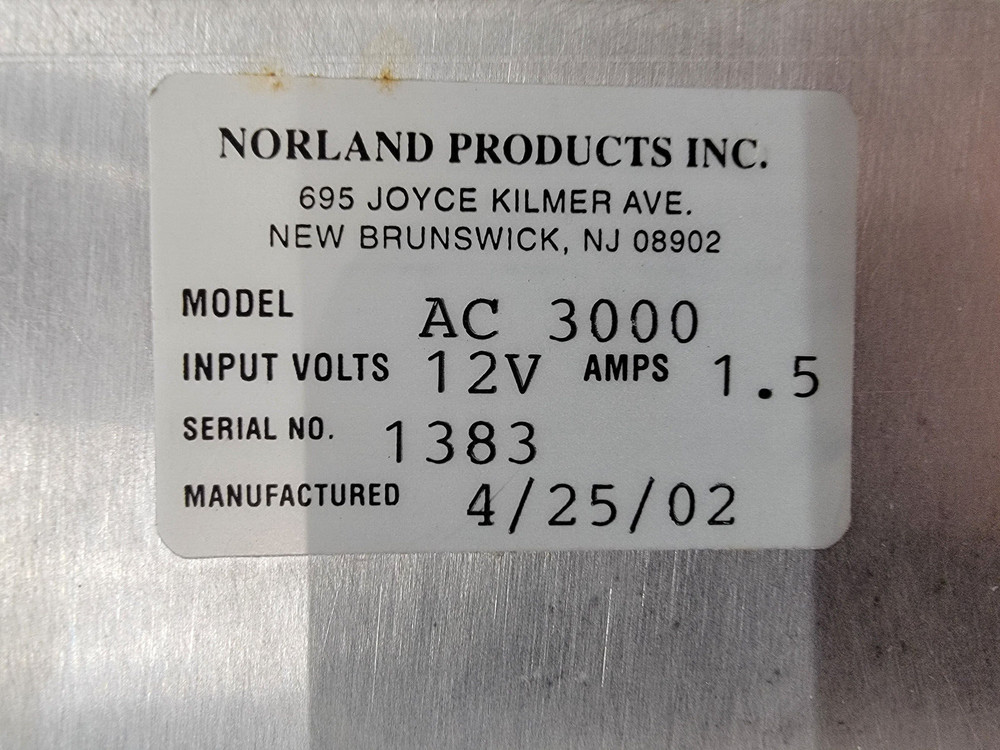 NORLAND PRODUCTS INC.
695 JOYCE KILMER AVE.
NEW BRUNSWICK, NJ 08902
MODEL AC 3000
INPUT VOLTS 12V AMPS 1.5
SERIAL NO. 1383
MANUFACTURED 4/25/02